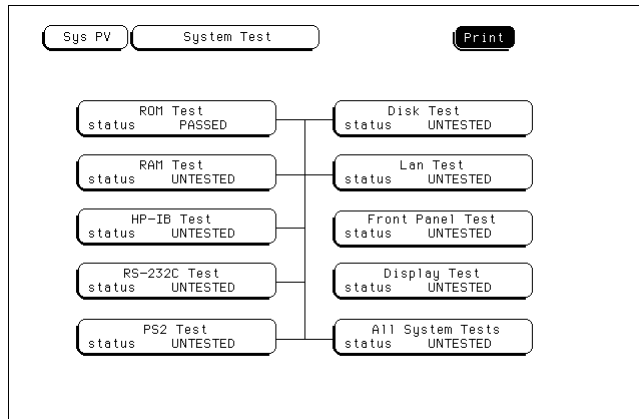 Sys PV System Test Print
ROM Test Disk Test
status PASSED status UNTESTED
RAM Test Lan Test
status UNTESTED status UNTESTED
HP-IB Test Front Panel Test
status UNTESTED status UNTESTED
RS-232C Test Display Test
status UNTESTED status UNTESTED
PS2 Test All System Tests
status UNTESTED status UNTESTED